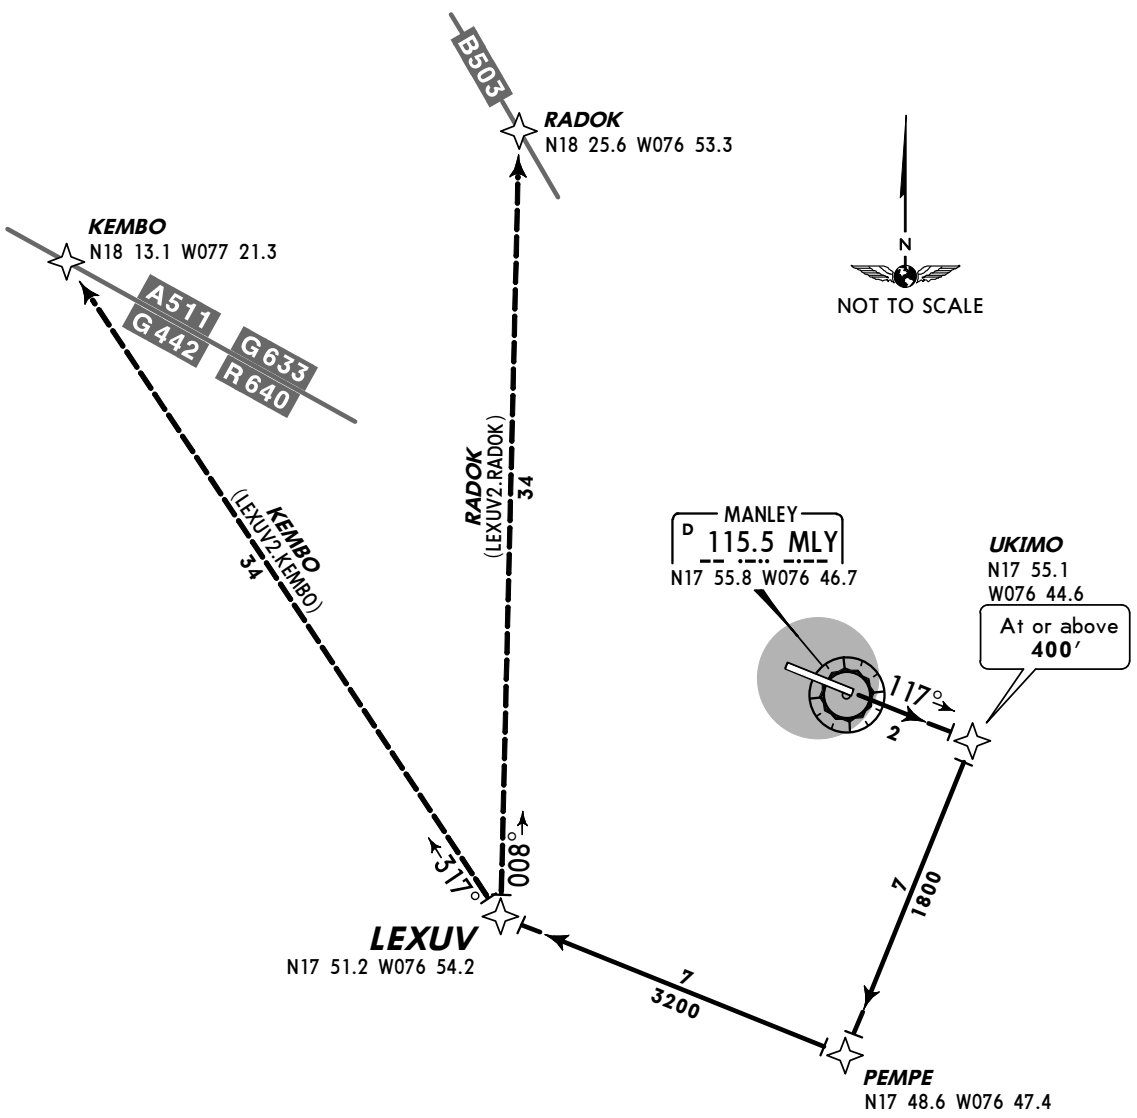 B503
RADOK
N18 25.6 W076 53.3
KEMBO
N18 13.1 W077 21.3
A511
G442
G633
R640
N
NOT TO SCALE
RADOK
(LEXUV2.RADOK)
34
KEMBO
(LEXUV2.KEMBO)
34
MANLEY
D 115.5 MLY
N17 55.8 W076 46.7
UKIMO
N17 55.1
W076 44.6
At or above
400'
117°
2
008°
317°
7
1800
LEXUV
N17 51.2 W076 54.2
7
3200
PEMPE
N17 48.6 W076 47.4